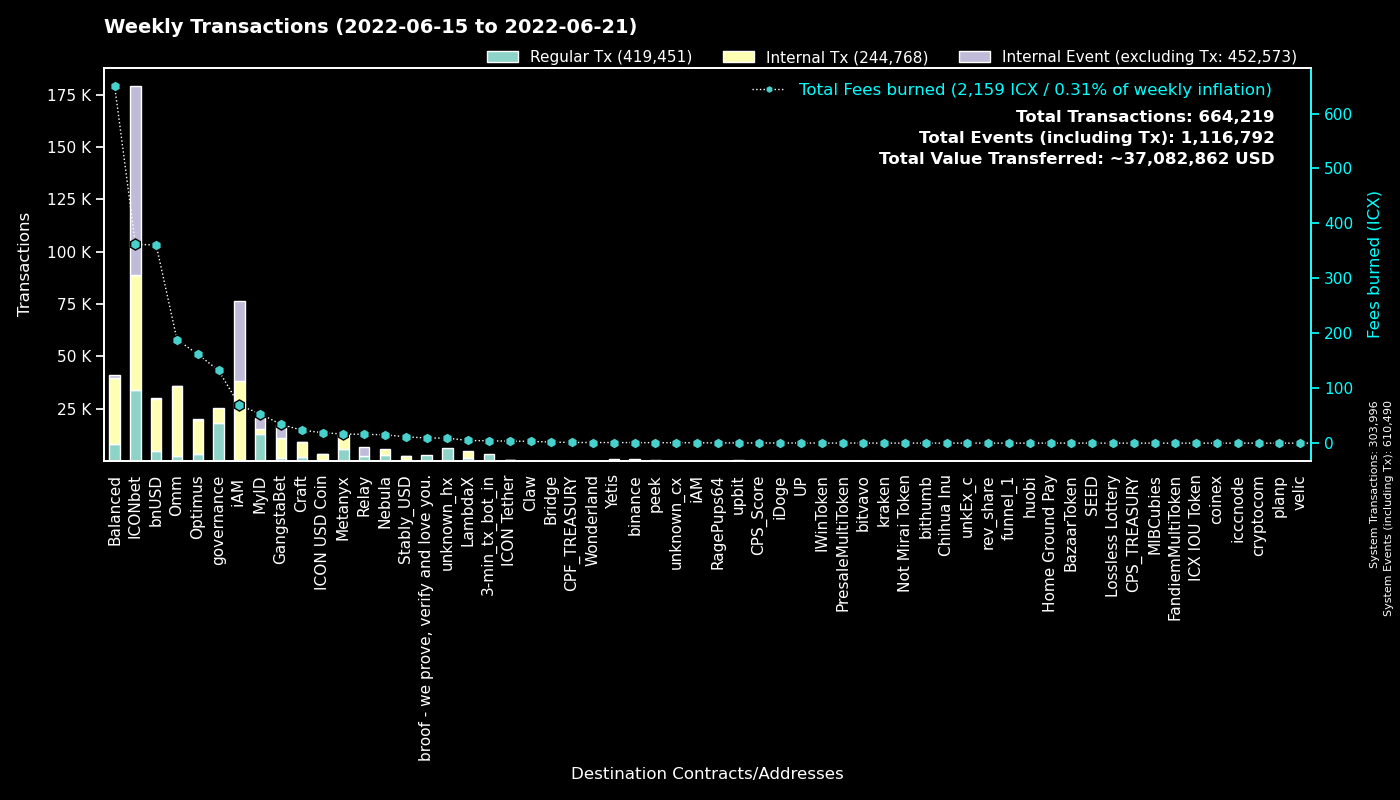 Weekly Transactions (2022-06-15 to 2022-06-21)
Regular Tx (419,451)
Internal Tx (244,768)
Internal Event (excluding Tx: 452,573)
Total Fees burned (2,159 ICX / 0.31% of weekly inflation)
Total Transactions: 664,219
Total Events (including Tx): 1,116,792
Total Value Transferred: ~37,082,862 USD
Transactions
175 K
150 K
125 K
100 K
75 K
50 K
25 K
600
500
400
300
200
100
0
Fees burned (ICX)
System Transactions: 303,996
System Events (including Tx): 610,490
Balanced
ICONbet
bnUSD
Omm
Optimus
governance
iAM
MyID
GangstaBet
Craft
ICON USD Coin
Metanyx
Relay
Nebula
Stably_USD
broof - we prove, verify and love you.
unknown_hx
LambdaX
3-min_tx_bot_in
ICON Tether
Claw
Bridge
CPF_TREASURY
Wonderland
Yetis
binance
peek
unknown_cx
iAM
RagePups64
upbit
CPS_Score
iDoge
UP
IWinToken
PresaleMultiToken
bitvavo
kraken
Not Mirai Token
bithumb
Chihua Inu
unkEx_c
rev_share
funnel_1
huobi
Home Ground Pay
BazaarToken
SEED
Lossless Lottery
CPS_TREASURY
MIBCubies
FandiemMultiToken
ICX IOU Token
coinex
icccnode
cryptocom
planp
velic
Destination Contracts/Addresses